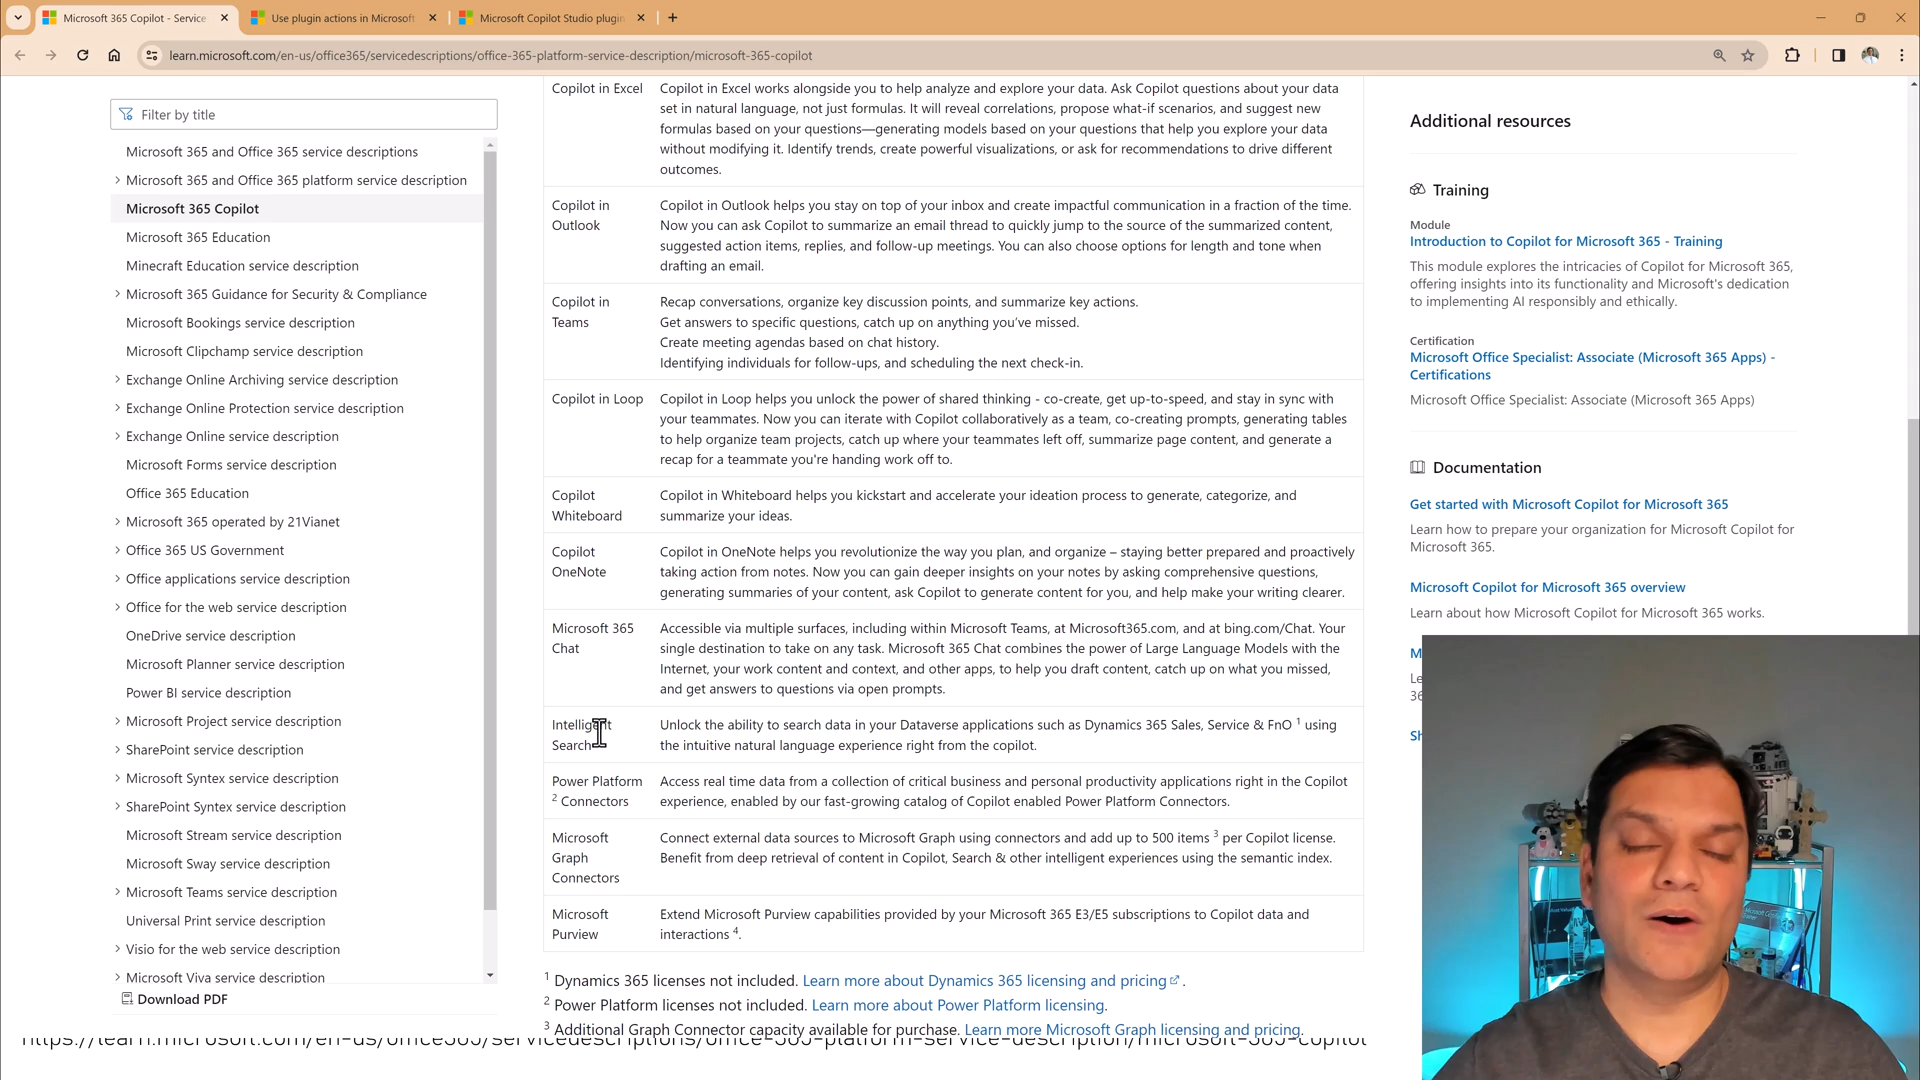 Microsoft 365 Copilot - Service
Use plugin actions in Microsoft
Microsoft Copilot Studio plugin
learn.microsoft.com/en-us/office365/servicedescriptions/office-365-platform-service-description/microsoft-365-copilot
Filter by title
Microsoft 365 and Office 365 service descriptions
Microsoft 365 and Office 365 platform service description
Microsoft 365 Copilot
Microsoft 365 Education
Minecraft Education service description
Microsoft 365 Guidance for Security & Compliance
Microsoft Bookings service description
Microsoft Clipchamp service description
Exchange Online Archiving service description
Exchange Online Protection service description
Exchange Online service description
Microsoft Forms service description
Office 365 Education
Microsoft 365 operated by 21Vianet
Office 365 US Government
Office applications service description
Office for the web service description
OneDrive service description
Microsoft Planner service description
Power BI service description
Microsoft Project service description
SharePoint service description
Microsoft Syntex service description
SharePoint Syntex service description
Microsoft Stream service description
Microsoft Sway service description
Microsoft Teams service description
Universal Print service description
Visio for the web service description
Microsoft Viva service description
Download PDF
Copilot in Excel
Copilot in Excel works alongside you to help analyze and explore your data. Ask Copilot questions about your data
set in natural language, not just formulas. It will reveal correlations, propose what-if scenarios, and suggest new
formulas based on your questions—generating models based on your questions that help you explore your data
without modifying it. Identify trends, create powerful visualizations, or ask for recommendations to drive different
outcomes.
Copilot in
Outlook
Copilot in Outlook helps you stay on top of your inbox and create impactful communication in a fraction of the time.
Now you can ask Copilot to summarize an email thread to quickly jump to the source of the summarized content,
suggested action items, replies, and follow-up meetings. You can also choose options for length and tone when
drafting an email.
Copilot in
Teams
Recap conversations, organize key discussion points, and summarize key actions.
Get answers to specific questions, catch up on anything you've missed.
Create meeting agendas based on chat history.
Identifying individuals for follow-ups, and scheduling the next check-in.
Copilot in Loop
Copilot in Loop helps you unlock the power of shared thinking - co-create, get up-to-speed, and stay in sync with
your teammates. Now you can iterate with Copilot collaboratively as a team, co-creating prompts, generating tables
to help organize team projects, catch up where your teammates left off, summarize page content, and generate a
recap for a teammate you're handing work off to.
Copilot
Whiteboard
Copilot in Whiteboard helps you kickstart and accelerate your ideation process to generate, categorize, and
summarize your ideas.
Copilot
OneNote
Copilot in OneNote helps you revolutionize the way you plan, and organize – staying better prepared and proactively
taking action from notes. Now you can gain deeper insights on your notes by asking comprehensive questions,
generating summaries of your content, ask Copilot to generate content for you, and help make your writing clearer.
Microsoft 365
Chat
Accessible via multiple surfaces, including within Microsoft Teams, at Microsoft365.com, and at bing.com/Chat. Your
single destination to take on any task. Microsoft 365 Chat combines the power of Large Language Models with the
Internet, your work content and context, and other apps, to help you draft content, catch up on what you missed,
and get answers to questions via open prompts.
Intelligent
Search
Unlock the ability to search data in your Dataverse applications such as Dynamics 365 Sales, Service & FnO 1 using
the intuitive natural language experience right from the copilot.
Power Platform
2 Connectors
Access real time data from a collection of critical business and personal productivity applications right in the Copilot
experience, enabled by our fast-growing catalog of Copilot enabled Power Platform Connectors.
Microsoft
Graph
Connectors
Connect external data sources to Microsoft Graph using connectors and add up to 500 items 3 per Copilot license.
Benefit from deep retrieval of content in Copilot, Search & other intelligent experiences using the semantic index.
Microsoft
Purview
Extend Microsoft Purview capabilities provided by your Microsoft 365 E3/E5 subscriptions to Copilot data and
interactions 4.
1 Dynamics 365 licenses not included. Learn more about Dynamics 365 licensing and pricing.
2 Power Platform licenses not included. Learn more about Power Platform licensing.
3 Additional Graph Connector capacity available for purchase. Learn more Microsoft Graph licensing and pricing.
https://learn.microsoft.com/en-us/office365/servicedescriptions/office-365-platform-service-description/microsoft-365-copilot
Additional resources
Training
Module
Introduction to Copilot for Microsoft 365 - Training
This module explores the intricacies of Copilot for Microsoft 365,
offering insights into its functionality and Microsoft's dedication
to implementing AI responsibly and ethically.
Certification
Microsoft Office Specialist: Associate (Microsoft 365 Apps) -
Certifications
Microsoft Office Specialist: Associate (Microsoft 365 Apps)
Documentation
Get started with Microsoft Copilot for Microsoft 365
Learn how to prepare your organization for Microsoft Copilot for
Microsoft 365.
Microsoft Copilot for Microsoft 365 overview
Learn about how Microsoft Copilot for Microsoft 365 works.
M
Le
36
Sh